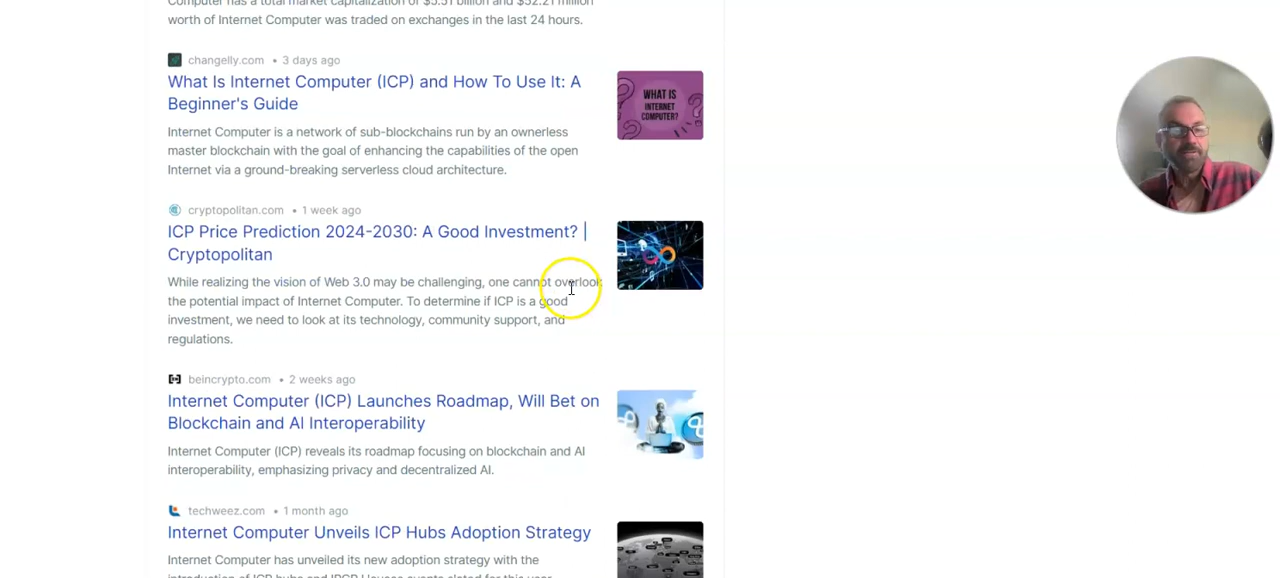 Computer has a total market capitalization of $5.51 billion and $52.21 million
worth of Internet Computer was traded on exchanges in the last 24 hours.
changelly.com • 3 days ago
What Is Internet Computer (ICP) and How To Use It: A
Beginner's Guide
Internet Computer is a network of sub-blockchains run by an ownerless
master blockchain with the goal of enhancing the capabilities of the open
Internet via a ground-breaking serverless cloud architecture.
WHAT IS
INTERNET
COMPUTER?
cryptopolitan.com • 1 week ago
ICP Price Prediction 2024-2030: A Good Investment? |
Cryptopolitan
While realizing the vision of Web 3.0 may be challenging, one cannot overlook
the potential impact of Internet Computer. To determine if ICP is a good
investment, we need to look at its technology, community support, and
regulations.
beincrypto.com • 2 weeks ago
Internet Computer (ICP) Launches Roadmap, Will Bet on
Blockchain and AI Interoperability
Internet Computer (ICP) reveals its roadmap focusing on blockchain and AI
interoperability, emphasizing privacy and decentralized AI.
techweez.com • 1 month ago
Internet Computer Unveils ICP Hubs Adoption Strategy
Internet Computer has unveiled its new adoption strategy with the